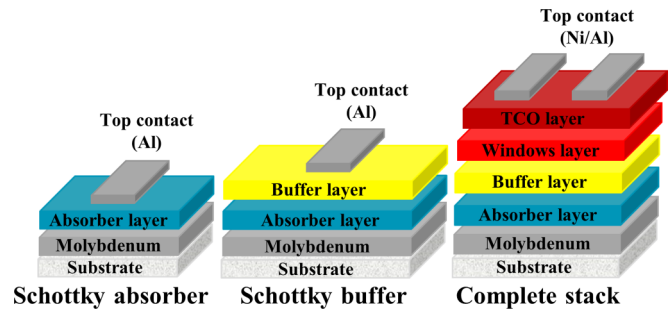 Top contact
(Al)
Absorber layer
Molybdenum
Substrate
Schottky absorber
Top contact
(Al)
Buffer layer
Absorber layer
Molybdenum
Substrate
Schottky buffer
Top contact
(Ni/Al)
TCO layer
Windows layer
Buffer layer
Absorber layer
Molybdenum
Substrate
Complete stack